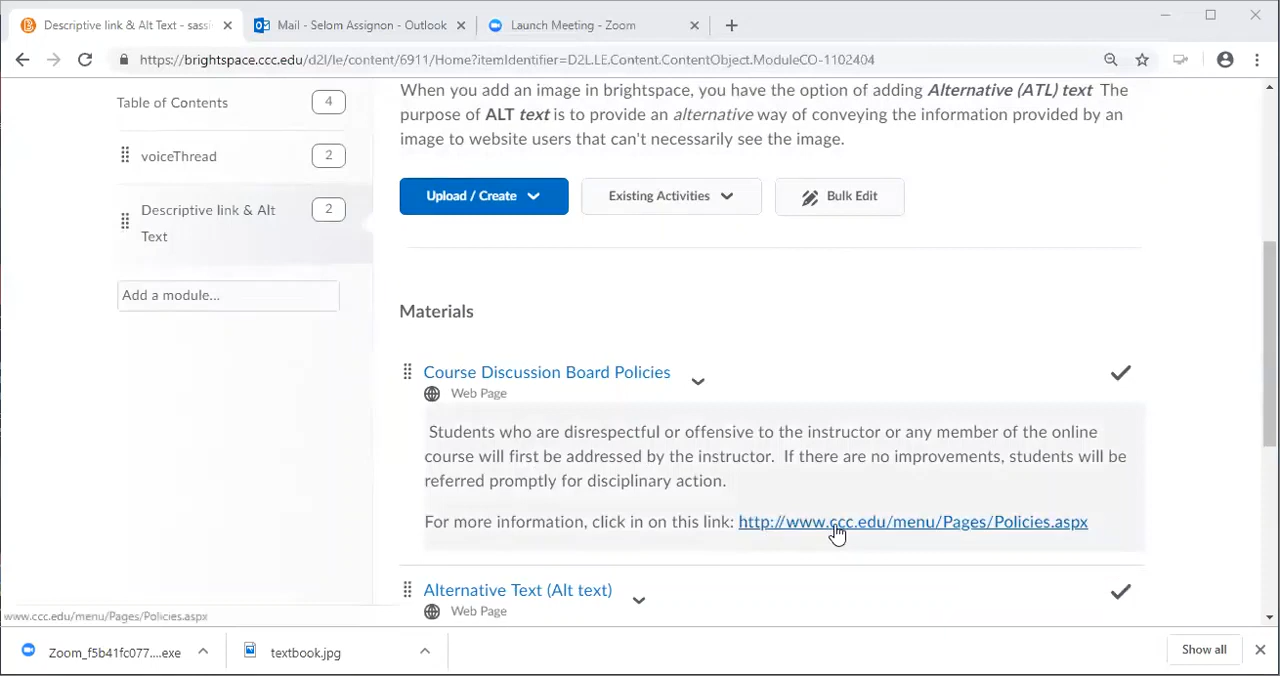 Descriptive link & Alt Text - sassi
Mail - Selom Assignon - Outlook
Launch Meeting - Zoom
https://brightspace.ccc.edu/d2l/le/content/6911/Home?itemIdentifier=D2L.LE.Content.ContentObject.ModuleCO-1102404
Table of Contents
4
voiceThread
2
Descriptive link & Alt
Text
2
Add a module...
When you add an image in brightspace, you have the option of adding Alternative (ATL) text The
purpose of ALT text is to provide an alternative way of conveying the information provided by an
image to website users that can't necessarily see the image.
Upload / Create
Existing Activities
Bulk Edit
Materials
Course Discussion Board Policies
Web Page
Students who are disrespectful or offensive to the instructor or any member of the online
course will first be addressed by the instructor. If there are no improvements, students will be
referred promptly for disciplinary action.
For more information, click in on this link: http://www.ccc.edu/menu/Pages/Policies.aspx
Alternative Text (Alt text)
Web Page
www.ccc.edu/menu/Pages/Policies.aspx
Zoom_f5b41fc077....exe
textbook.jpg
Show all